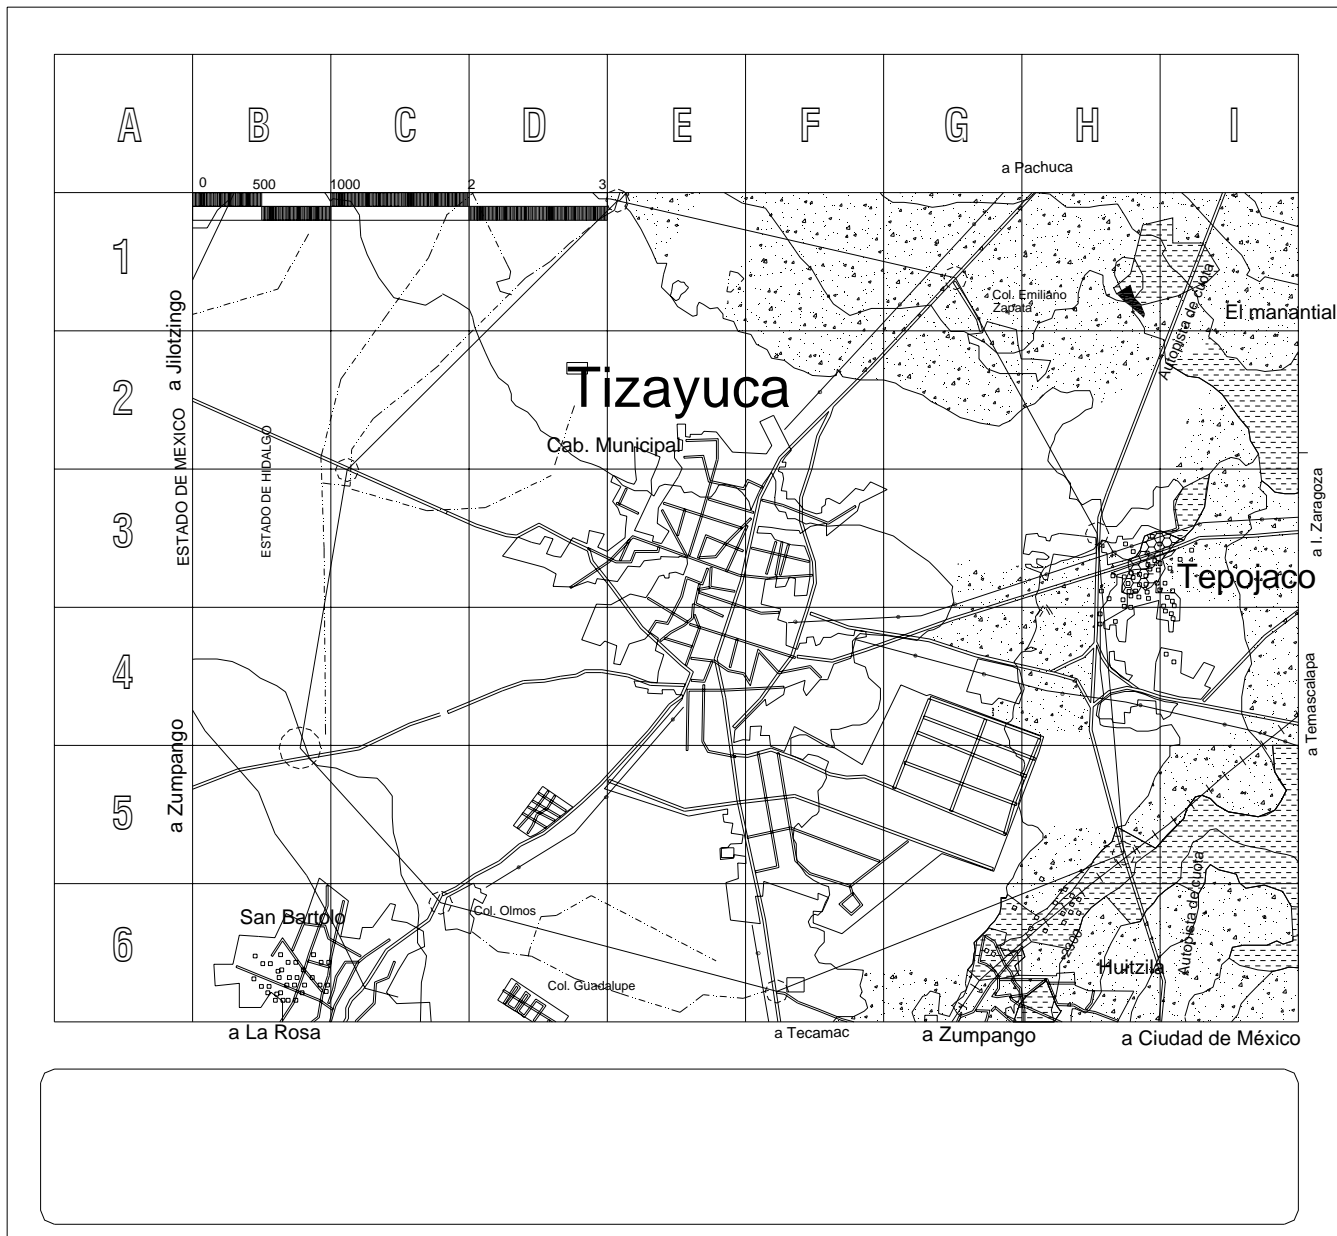 A B C D E F G H I
a Pachuca
0 500 1000 2 3
1
Col. Emiliano
Zapata
El manantial
Autopista de cuota
a Jilotzingo
2
Tizayuca
Cab. Municipal
ESTADO DE MEXICO
ESTADO DE HIDALGO
3
a I. Zaragoza
Tepojaco
4
a Temascalapa
a Zumpango
5
San Bartolo
Col. Olmos
6
2300
Huitzila
Autopista de cuota
Col. Guadalupe
a La Rosa
a Tecamac
a Zumpango
a Ciudad de México